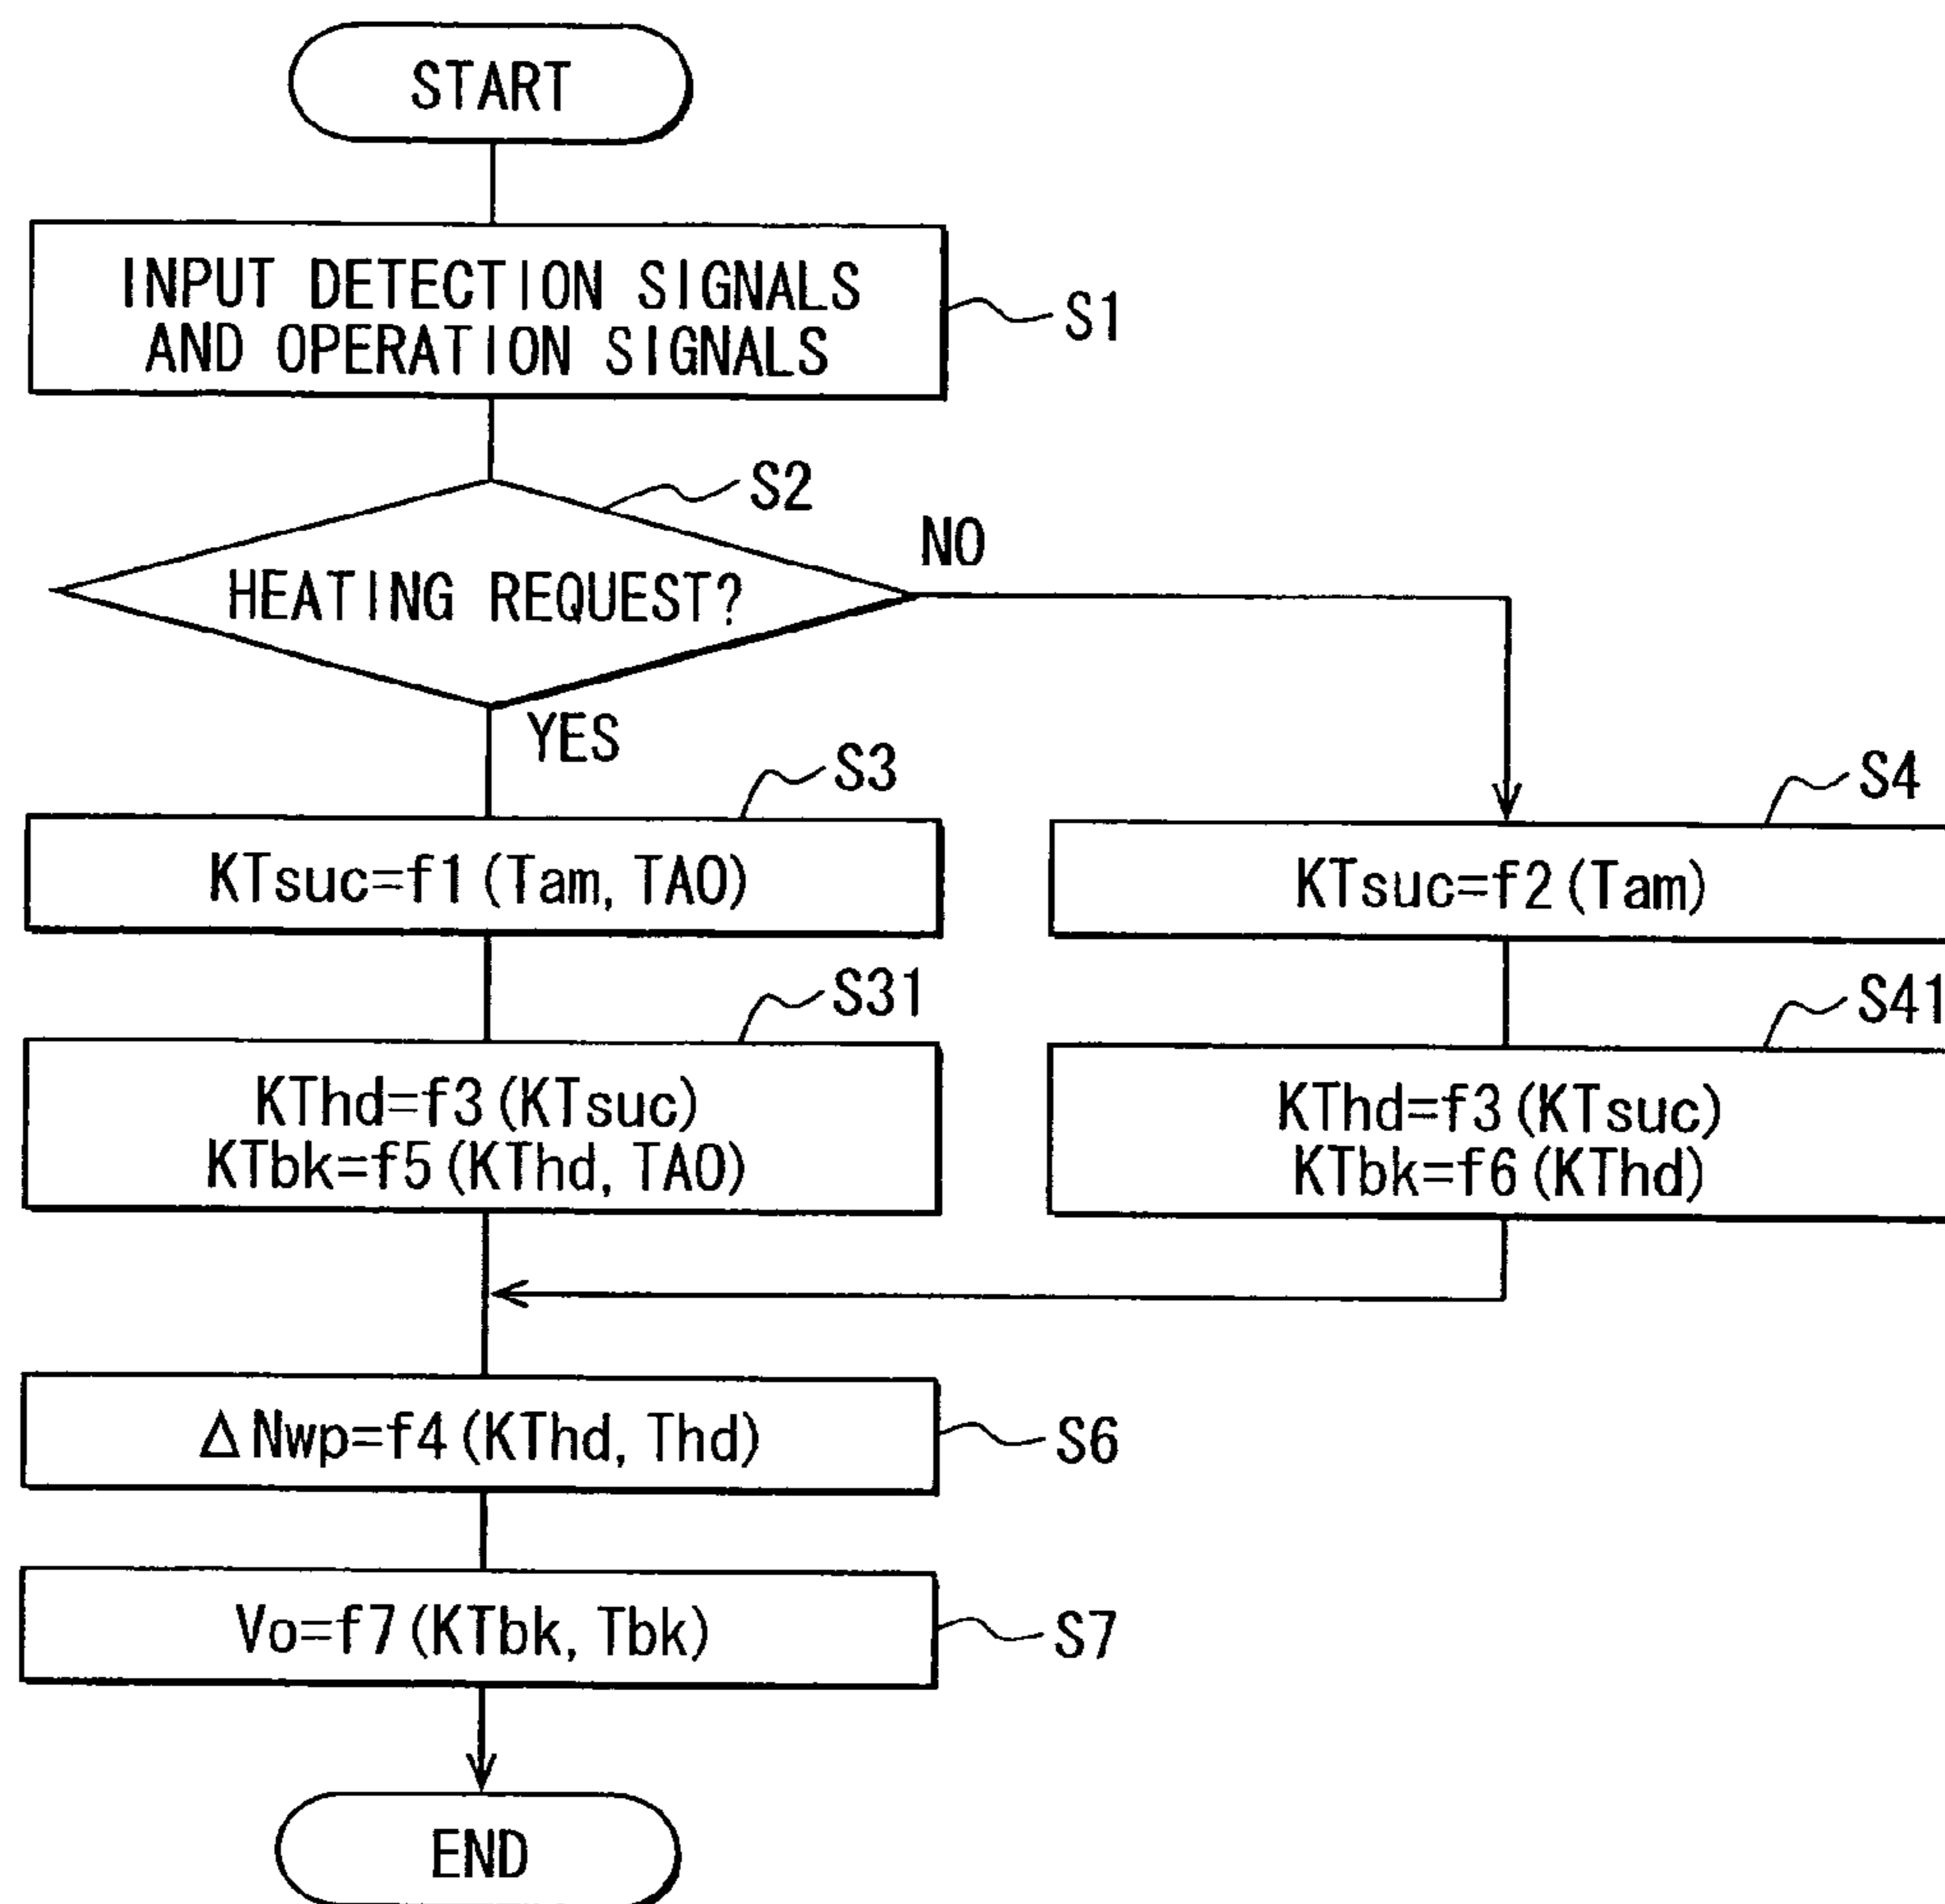 START
INPUT DETECTION SIGNALS
AND OPERATION SIGNALS
S1
S2
HEATING REQUEST?
NO
YES
S3
KTsuc=f1(Tam, TAO)
S4
KTsuc=f2(Tam)
S31
KThd=f3(KTsuc)
KTbk=f5(KThd, TAO)
S41
KThd=f3(KTsuc)
KTbk=f6(KThd)
ΔNwp=f4(KThd, Thd)
S6
Vo=f7(KTbk, Tbk)
S7
END